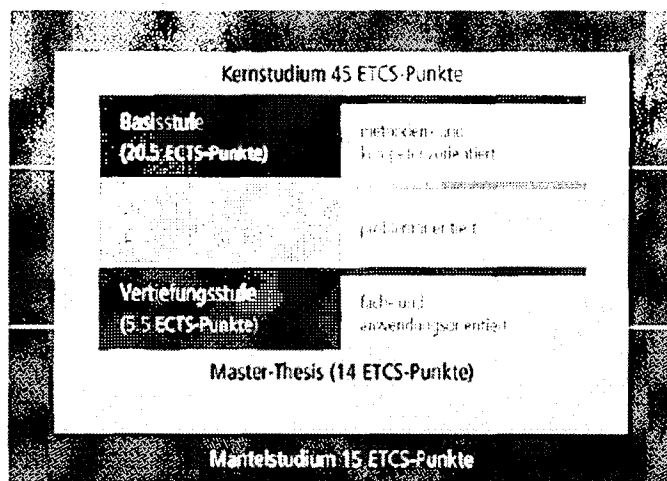 Kernstudium 45 ETCS-Punkte
Basisstufe
(20.5 ECTS-Punkte)
methoden- und
kompetenzorientiert
problemorientiert
Vertiefungsstufe
(5.5 ECTS-Punkte)
fach- und
anwendungsorientiert
Master-Thesis (14 ETCS-Punkte)
Mantelstudium 15 ETCS-Punkte